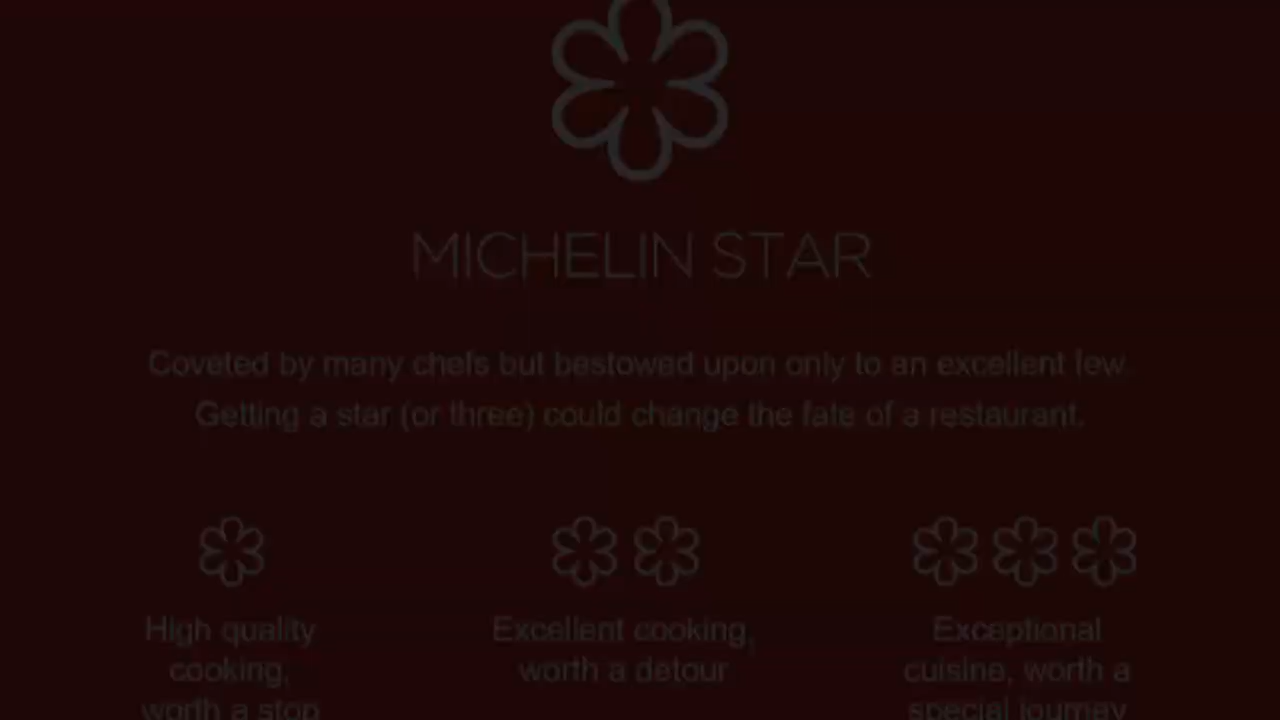 MICHELIN STAR
Coveted by many chefs but bestowed upon only to an excellent few.
Getting a star (or three) could change the fate of a restaurant.
High quality
cooking,
worth a stop
Excellent cooking,
worth a detour
Exceptional
cuisine, worth a
special journey